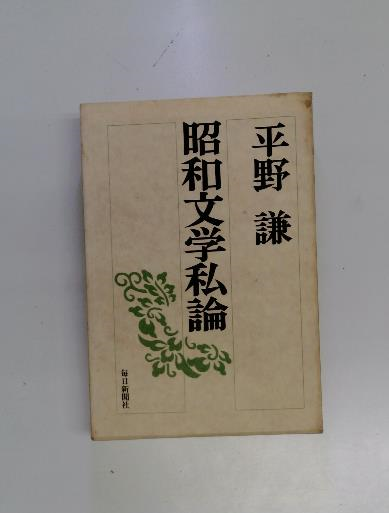 平野 謙
昭和文学私論
毎日新聞社